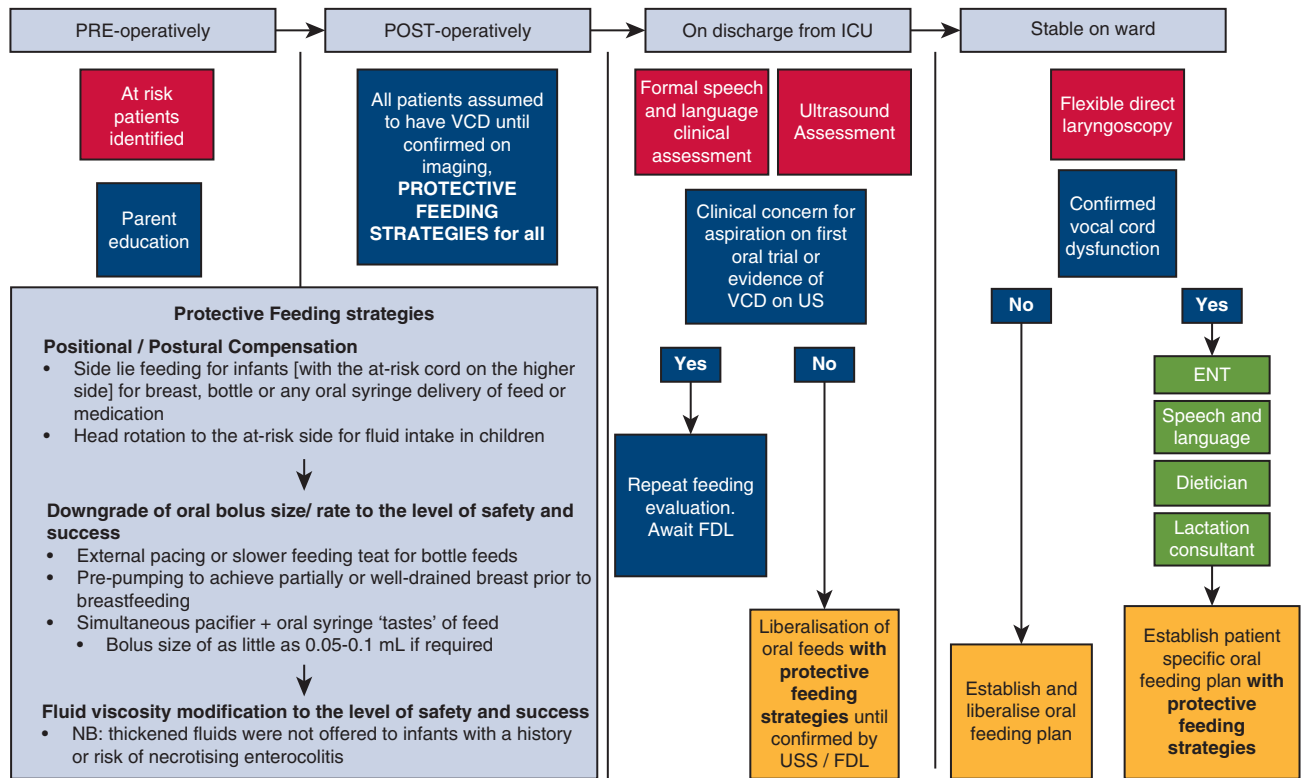 PRE-operatively
POST-operatively
On discharge from ICU
Stable on ward
At risk
patients
identified
Parent
education
All patients assumed
to have VCD until
confirmed on
imaging,
PROTECTIVE
FEEDING
STRATEGIES for all
Protective Feeding strategies
Positional / Postural Compensation
• Side lie feeding for infants [with the at-risk cord on the higher
side] for breast, bottle or any oral syringe delivery of feed or
medication
• Head rotation to the at-risk side for fluid intake in children
Downgrade of oral bolus size/ rate to the level of safety and
success
• External pacing or slower feeding teat for bottle feeds
• Pre-pumping to achieve partially or well-drained breast prior to
breastfeeding
• Simultaneous pacifier + oral syringe ‘tastes’ of feed
• Bolus size of as little as 0.05-0.1 mL if required
Fluid viscosity modification to the level of safety and success
• NB: thickened fluids were not offered to infants with a history
or risk of necrotising enterocolitis
Formal speech
and language
clinical
assessment
Ultrasound
Assessment
Clinical concern for
aspiration on first
oral trial or
evidence of
VCD on US
Yes
No
Repeat feeding
evaluation.
Await FDL
Liberalisation of
oral feeds with
protective
feeding
strategies until
confirmed by
USS / FDL
Flexible direct
laryngoscopy
Confirmed
vocal cord
dysfunction
No
Yes
ENT
Speech and
language
Dietician
Lactation
consultant
Establish and
liberalise oral
feeding plan
Establish patient
specific oral
feeding plan with
protective
feeding
strategies